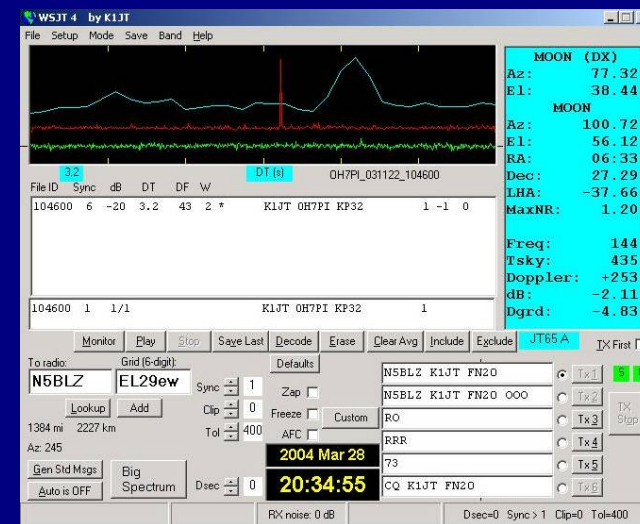 WSJT 4 by K1JT
File Setup Mode Save Band Help
MOON (DX)
Az: 77.32
El: 38.44
MOON
Az: 100.72
El: 56.12
RA: 06:33
Dec: 27.29
LHA: -37.66
MaxNR: 1.20
Freq: 144
Tsky: 435
Doppler: +253
dB: -2.11
Dgrd: -4.83
3.2 DT (s) OH7PI_031122_104600
File ID Sync dB DT DF W
104600 6 -20 3.2 43 2 * K1JT OH7PI KP32 1 -1 0
104600 1 1/1 K1JT OH7PI KP32 1
Monitor Play Stop Save Last Decode Erase Clear Avg Include Exclude JT65 A TX First
To radio: Grid (6-digit):
N5BLZ EL29ew
Lookup Add
1384 mi 2227 km
Az: 245
Gen Std Msgs Big Spectrum
Auto is OFF
Sync 1
Clip 0
Tol 400
Dsec 0
Defaults
Zap
Freeze
AFC
Custom
2004 Mar 28
20:34:55
N5BLZ K1JT FN20 Tx1
N5BLZ K1JT FN20 OOO Tx2
RO Tx3
RRR Tx4
73 Tx5
CQ K1JT FN20 Tx6
TX Stop
RX noise: 0 dB Dsec=0 Sync > 1 Clip=0 Tol=400